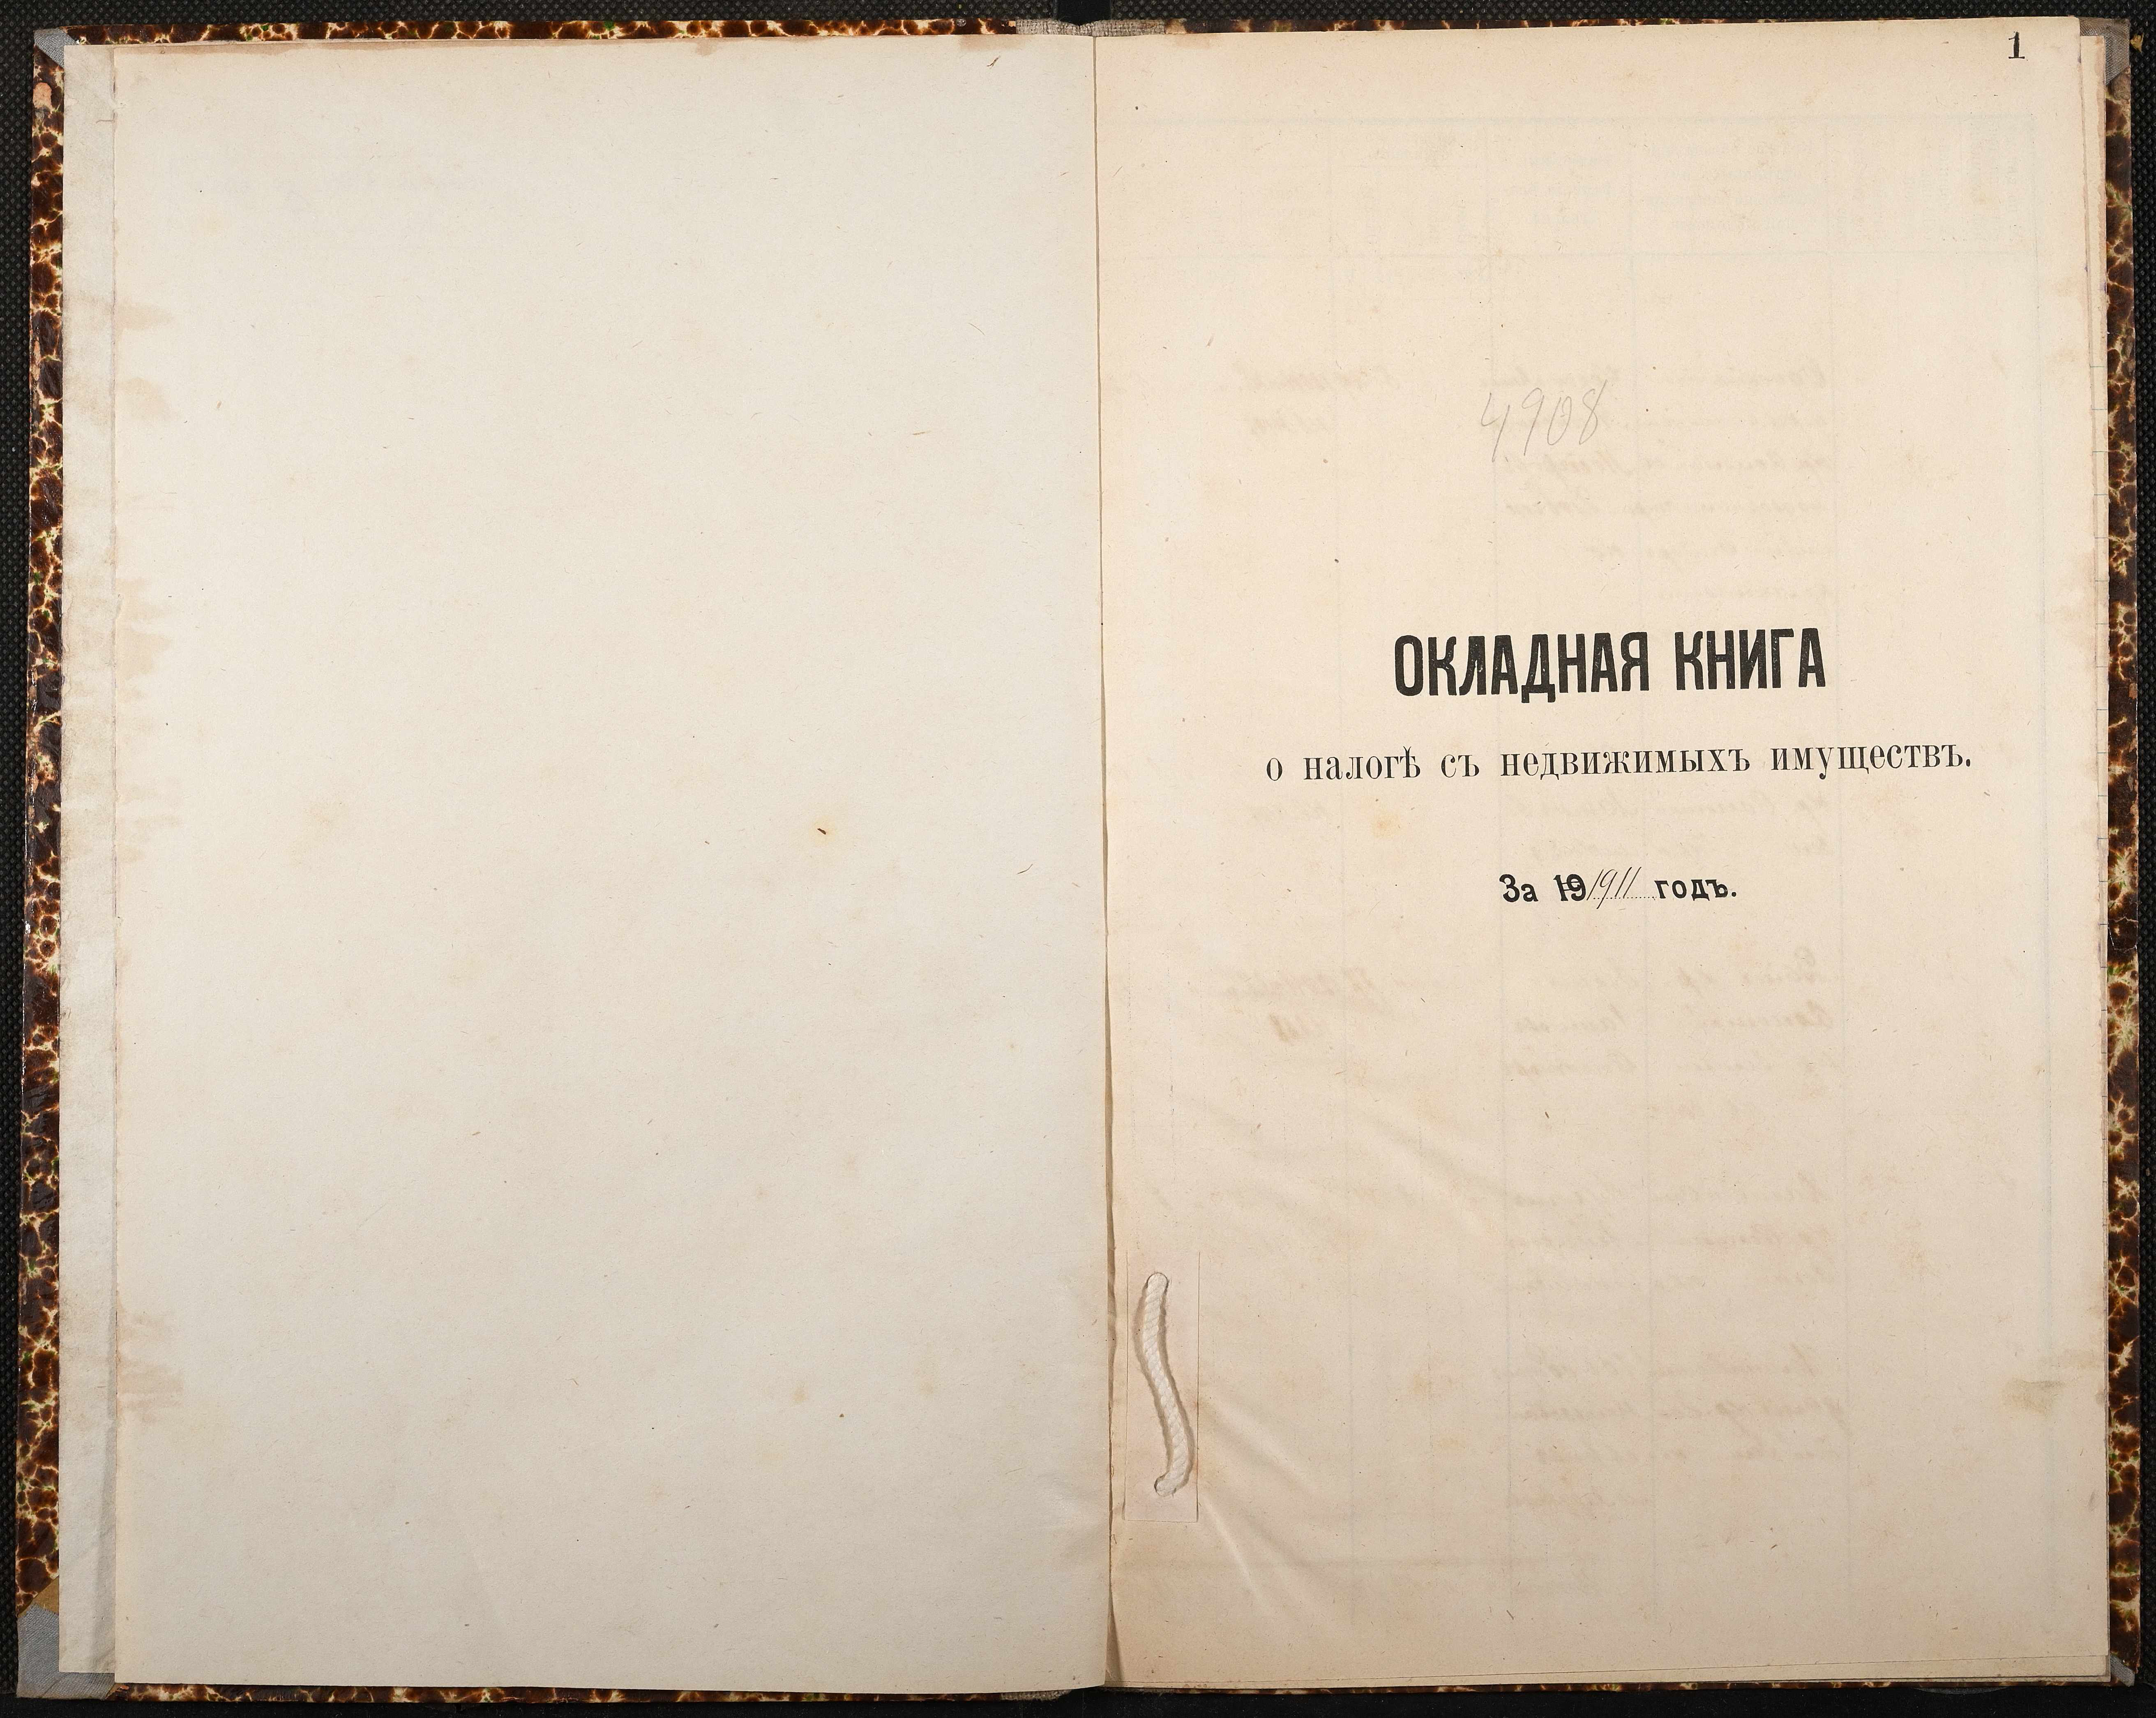 1
4908
ОКЛАДНАЯ КНИГА
о налогѣ съ недвижимыхъ имуществъ.
За 19 1911 годъ.